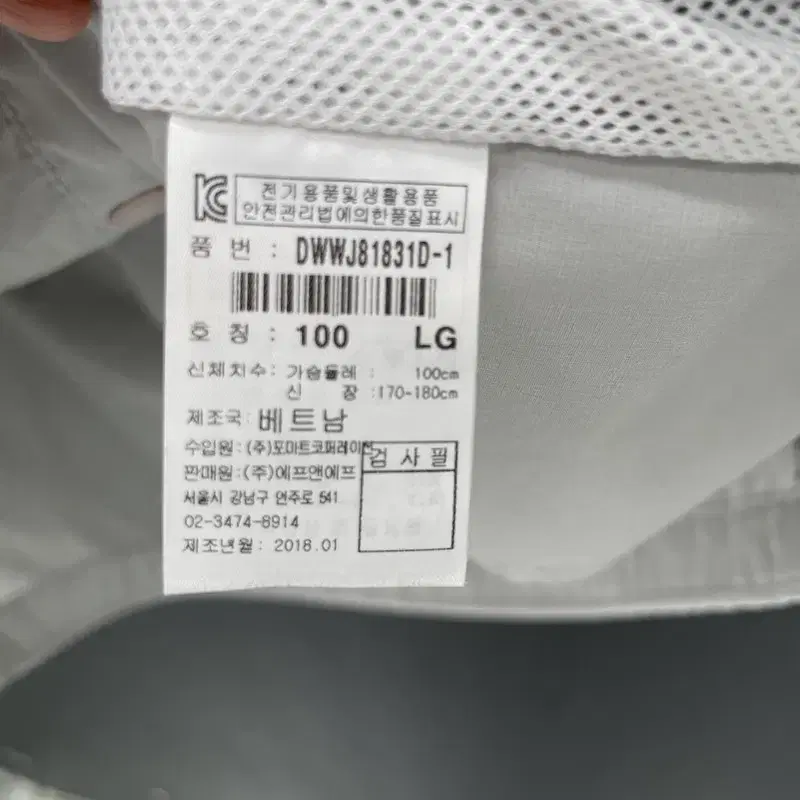 KC 전기용품및생활용품
안전관리법에의한품질표시
품 번 : DWWJ81831D-1
호 칭 : 100 LG
신체치수: 가슴둘레 : 100cm
신 장 :170-180cm
제조국: 베트남
수입원: (주)포마트코퍼레이션
검 사 필
판매원:(주)에프앤에프
서울시 강남구 언주로 541
02-3474-8914
제조년월: 2018.01